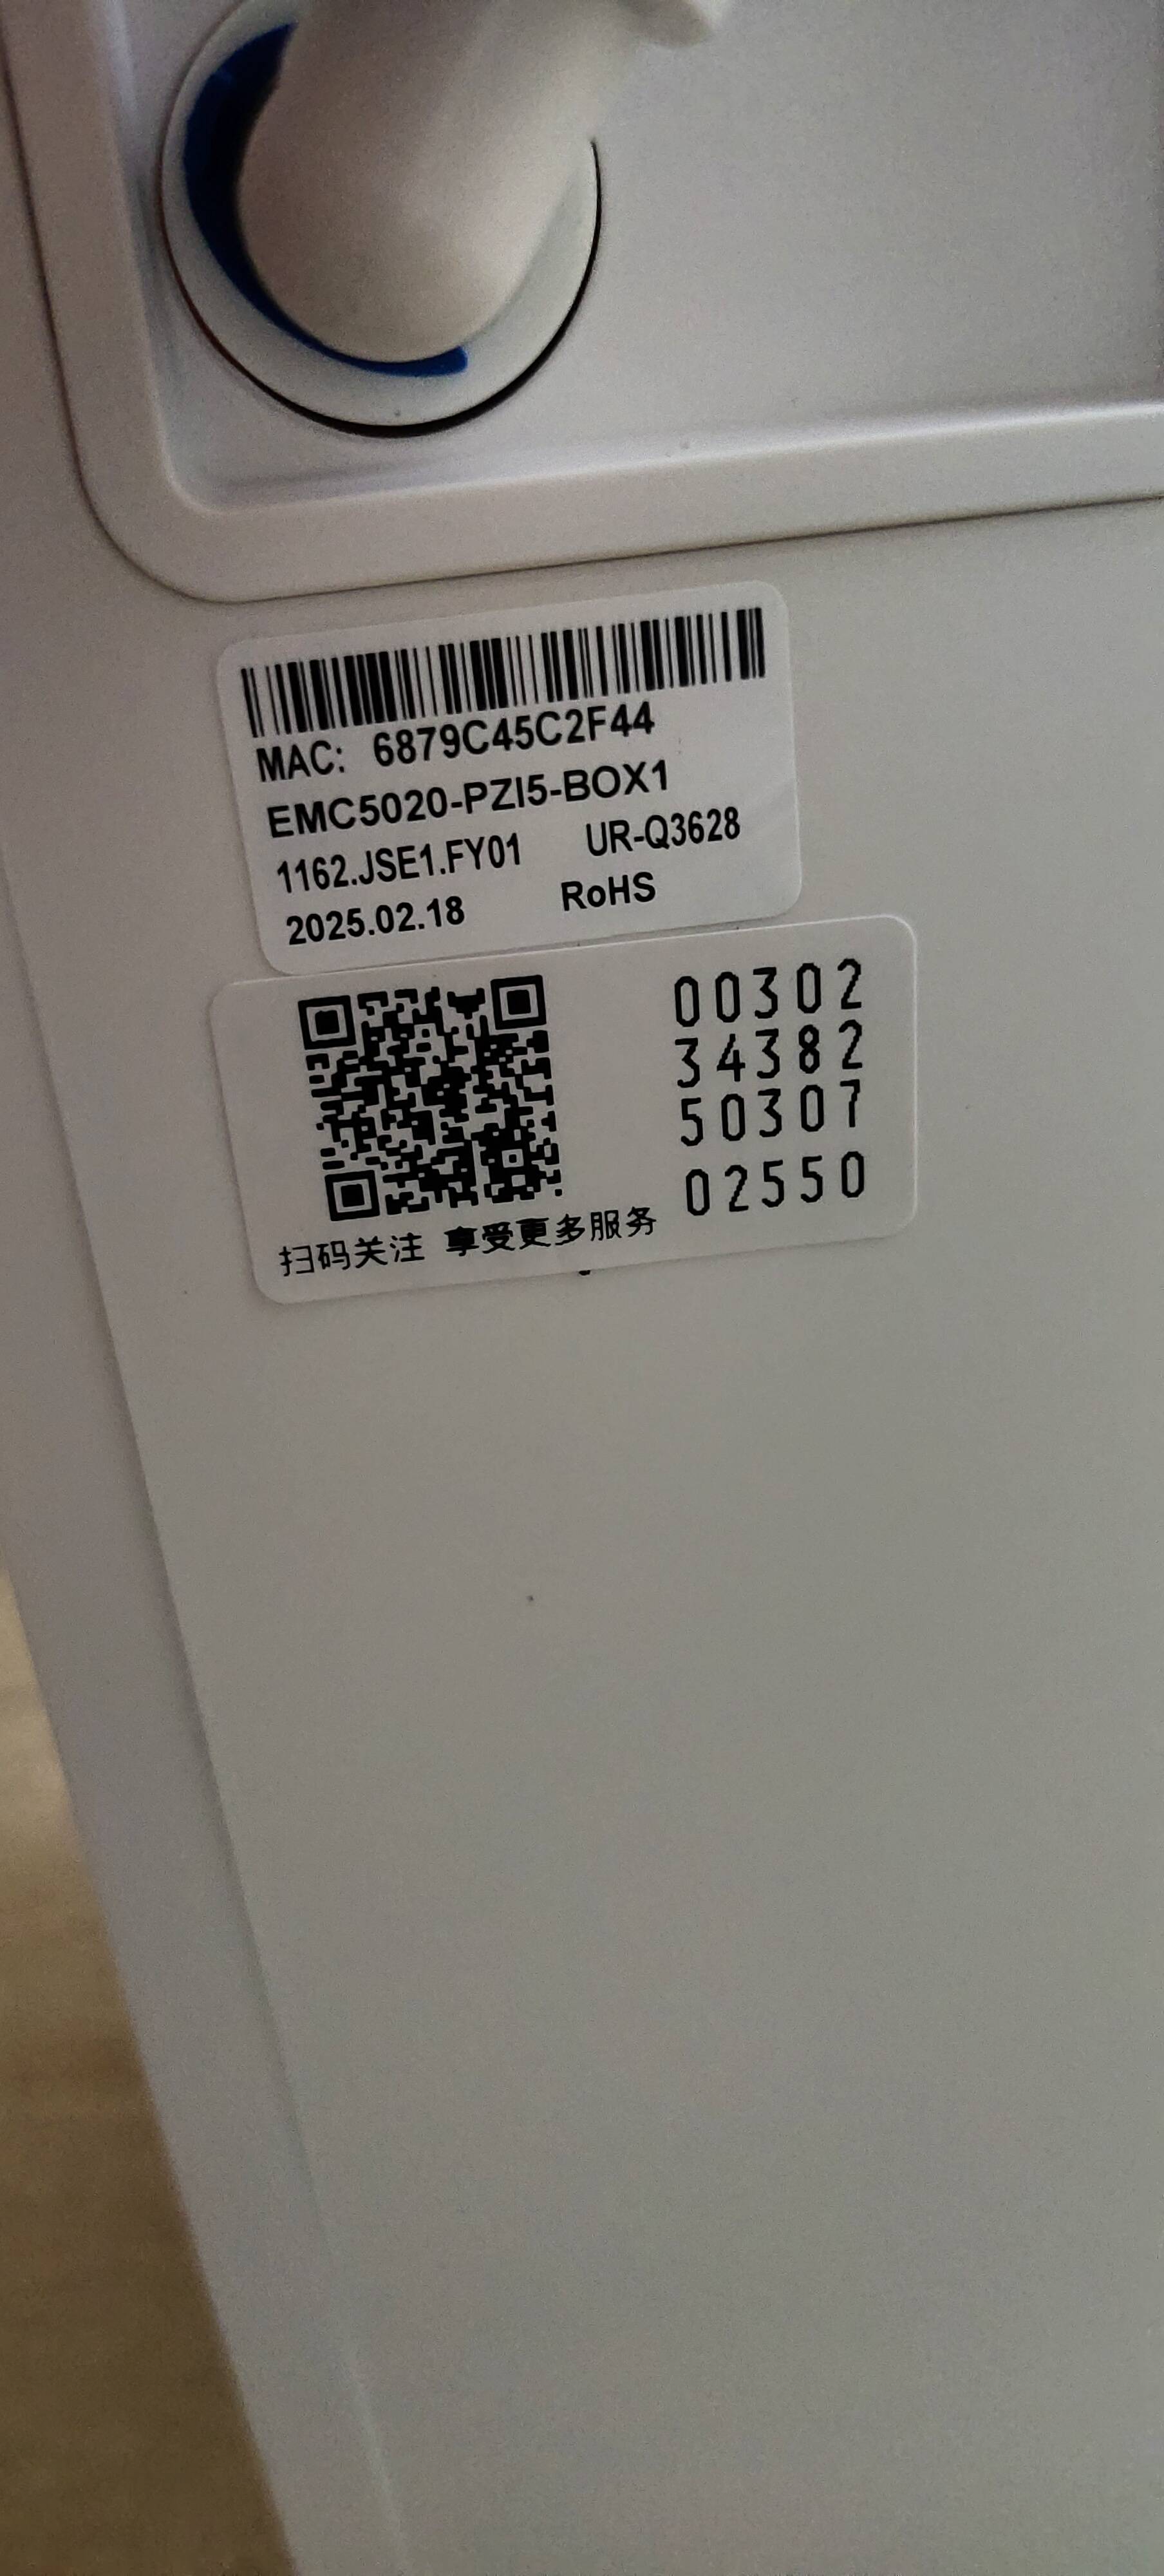 MAC: 6879C45C2F44
EMC5020-PZI5-BOX1
1162.JSE1.FY01 UR-Q3628
2025.02.18 RoHS
00302
34382
50307
02550
扫码关注 享受更多服务